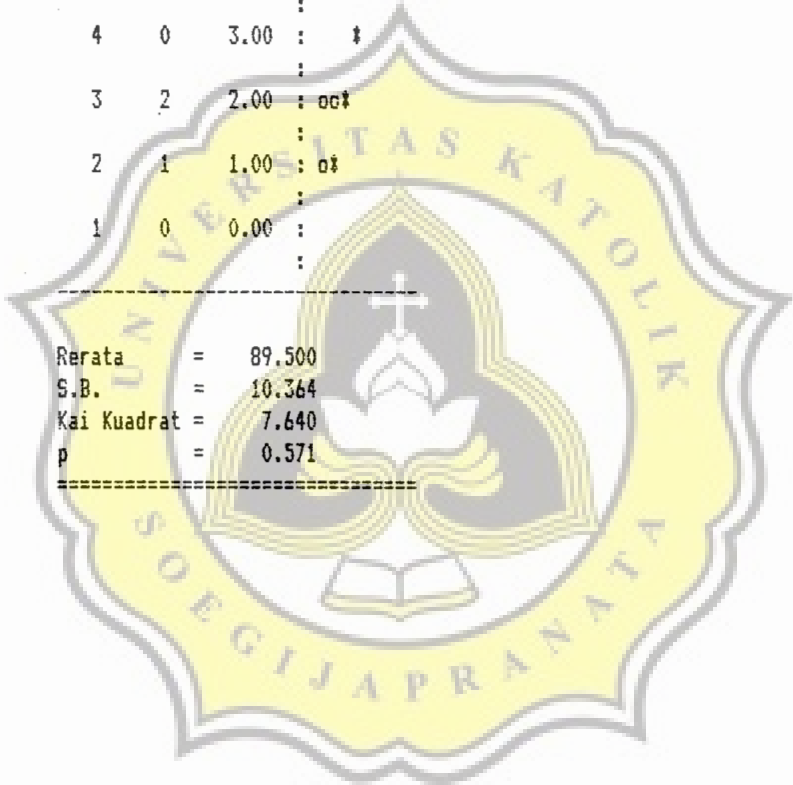 :
4 0 3.00 : *
:
3 2 2.00 : oo*
:
2 1 1.00 : o*
:
1 0 0.00 :
:
------------------------------------
Rerata = 89.500
S.B. = 10.364
Kai Kuadrat = 7.640
p = 0.571
====================================
UNIVERSITAS KATOLIK
SOEGIJAPRANATA